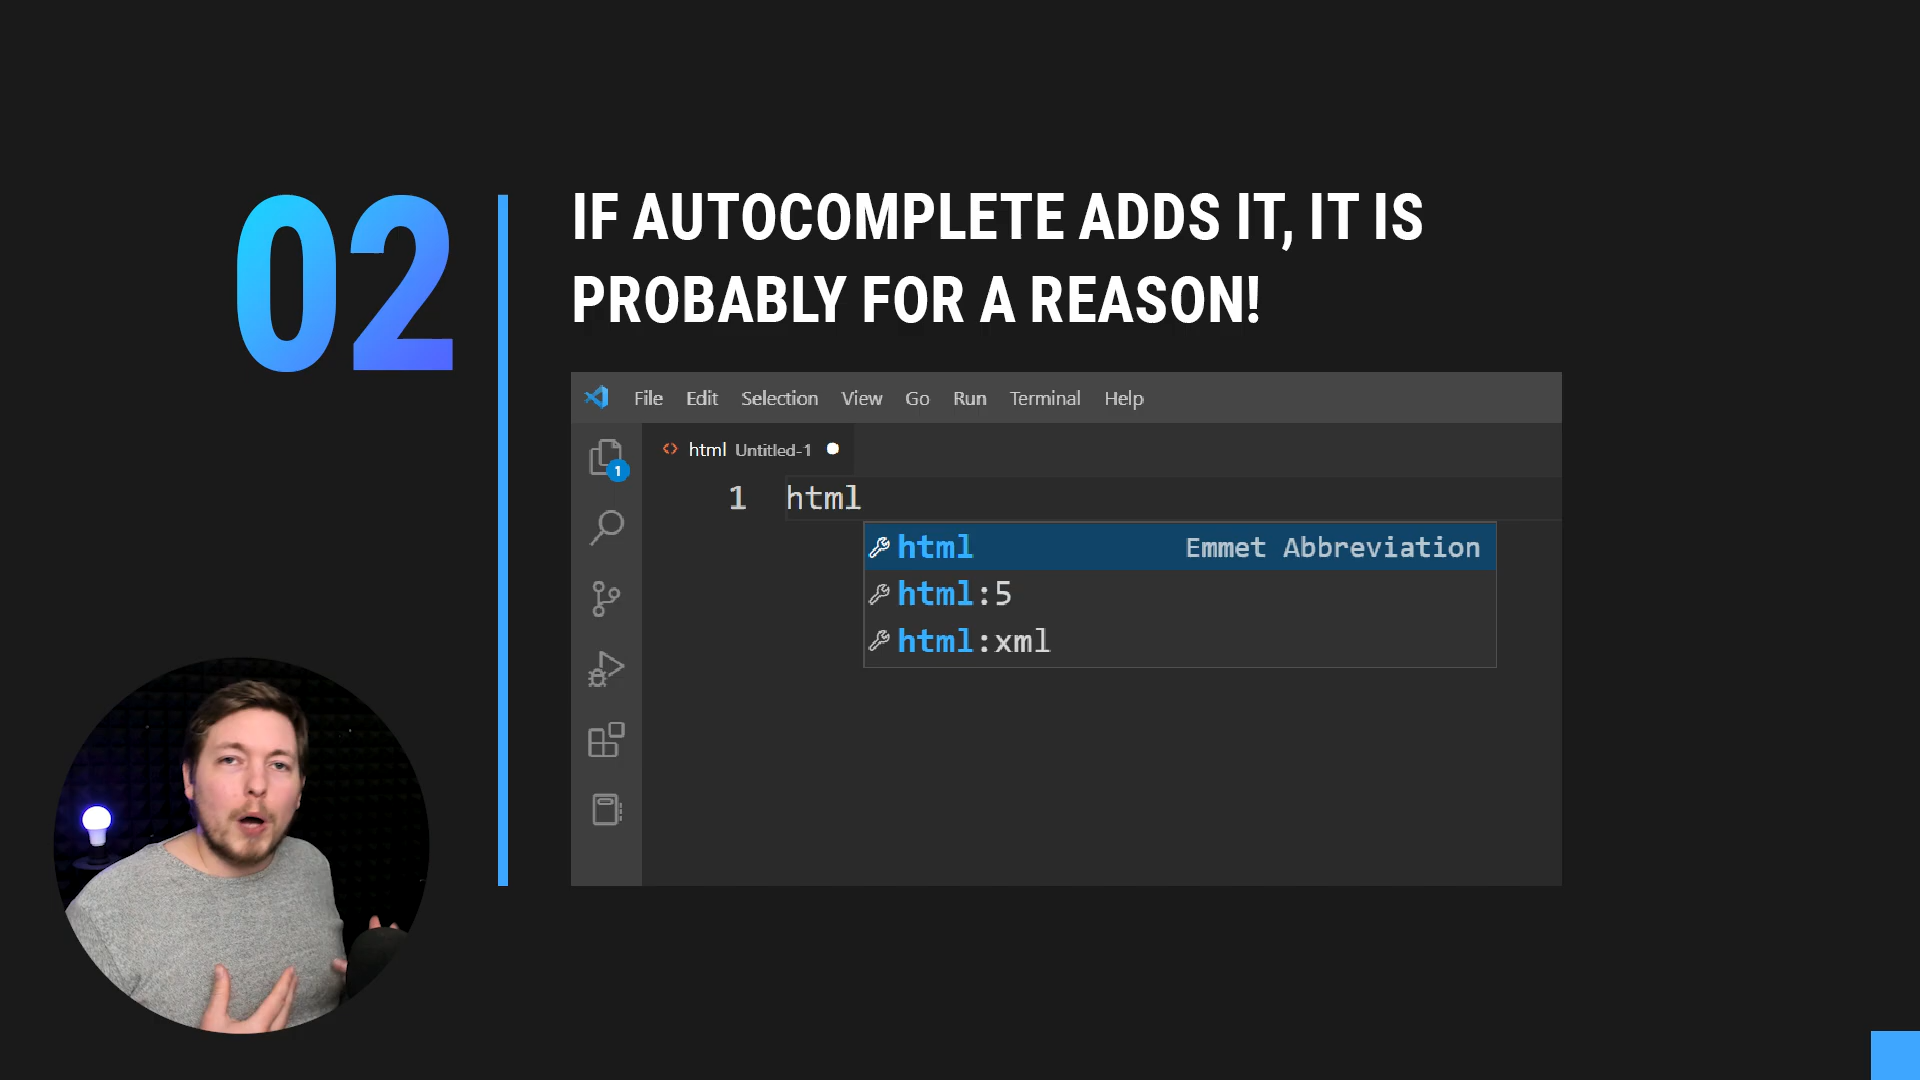 02
IF AUTOCOMPLETE ADDS IT, IT IS
PROBABLY FOR A REASON!
File Edit Selection View Go Run Terminal Help
1
<> html Untitled-1
1 html
html Emmet Abbreviation
html:5
html:xml